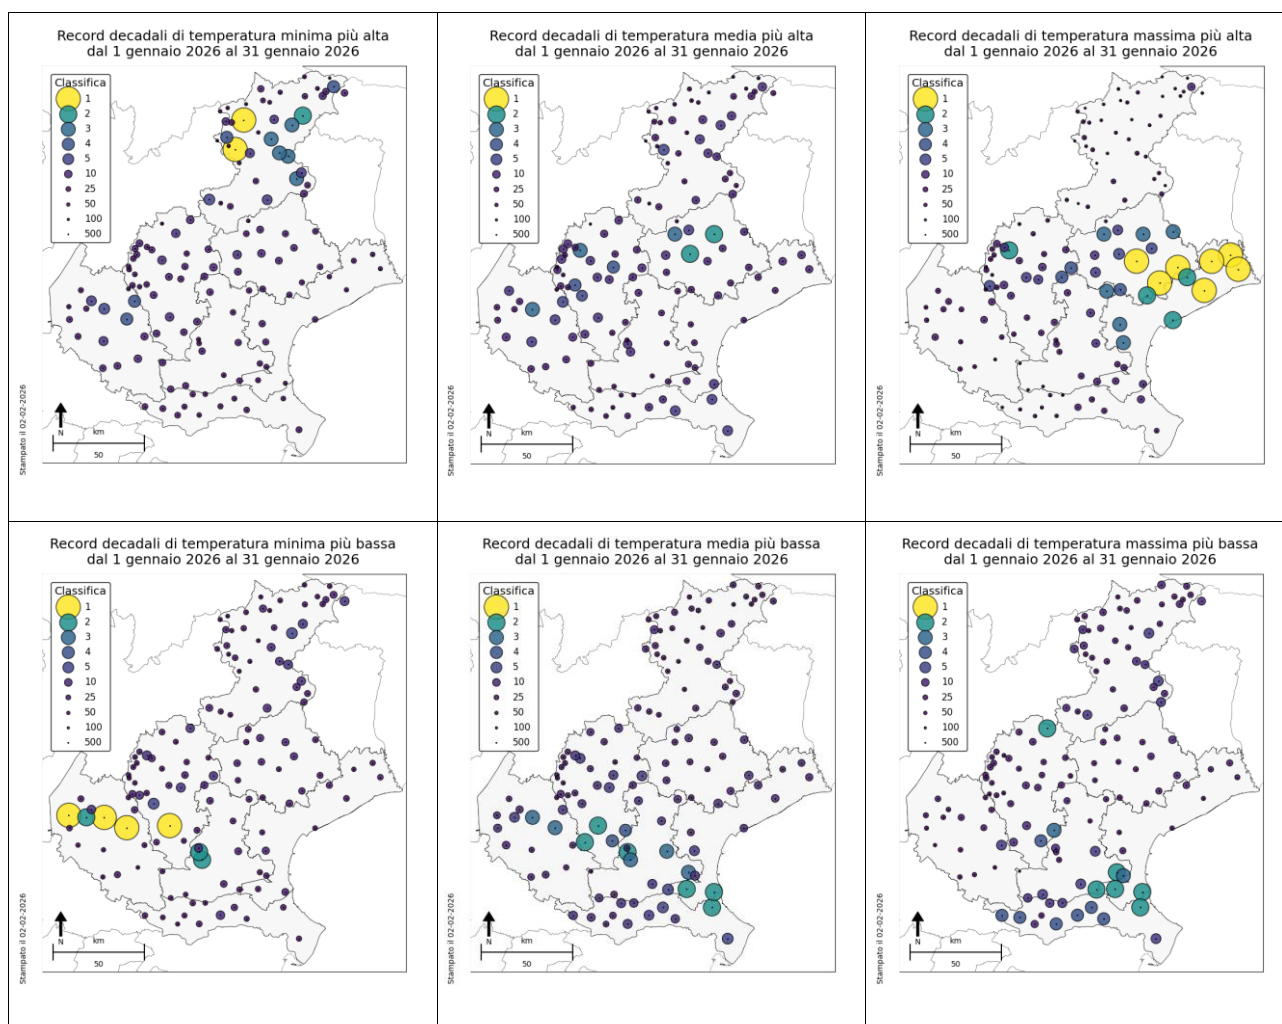 Record decadali di temperatura minima più alta
dal 1 gennaio 2026 al 31 gennaio 2026
Classifica
1
2
3
4
5
10
25
50
100
500
N
km
50
Stampato il 02-02-2026
Record decadali di temperatura media più alta
dal 1 gennaio 2026 al 31 gennaio 2026
Classifica
1
2
3
4
5
10
25
50
100
500
N
km
50
Stampato il 02-02-2026
Record decadali di temperatura massima più alta
dal 1 gennaio 2026 al 31 gennaio 2026
Classifica
1
2
3
4
5
10
25
50
100
500
N
km
50
Stampato il 02-02-2026
Record decadali di temperatura minima più bassa
dal 1 gennaio 2026 al 31 gennaio 2026
Classifica
1
2
3
4
5
10
25
50
100
500
N
km
50
Stampato il 02-02-2026
Record decadali di temperatura media più bassa
dal 1 gennaio 2026 al 31 gennaio 2026
Classifica
1
2
3
4
5
10
25
50
100
500
N
km
50
Stampato il 02-02-2026
Record decadali di temperatura massima più bassa
dal 1 gennaio 2026 al 31 gennaio 2026
Classifica
1
2
3
4
5
10
25
50
100
500
N
km
50
Stampato il 02-02-2026